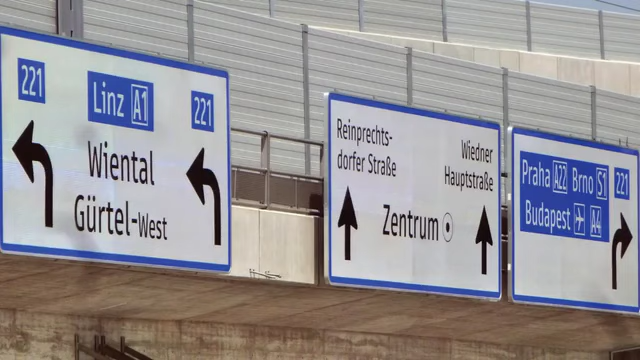 221
Linz A1
221
Wiental
Gürtel-West
Reinprechts-
dorfer Straße
Wiedner
Hauptstraße
Zentrum
Praha A22 Brno S1
Budapest A4
221